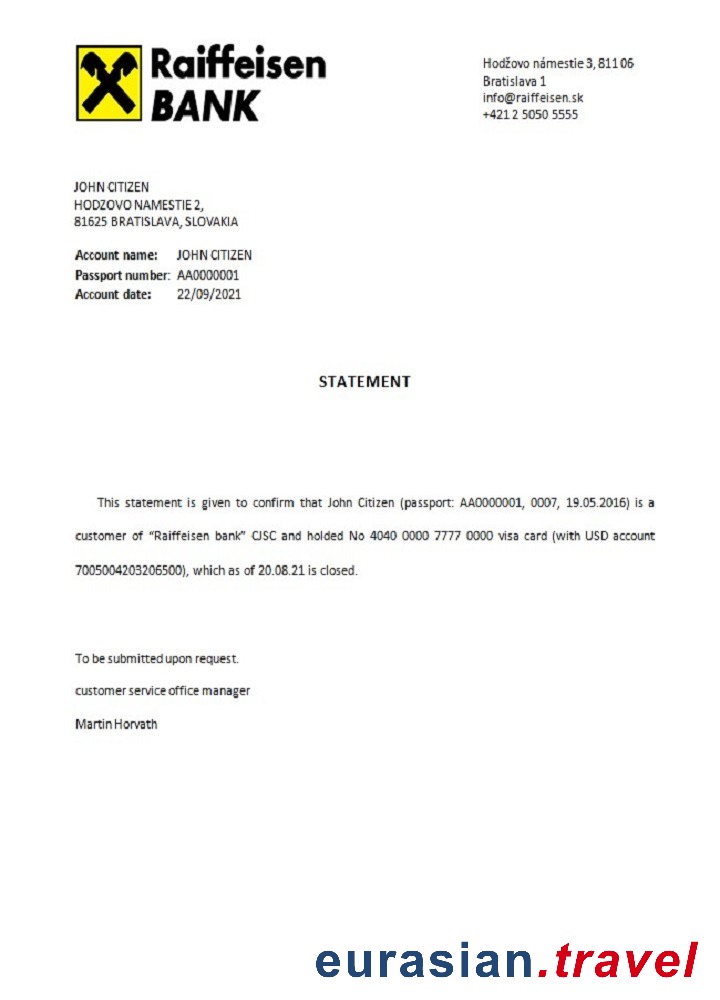 Raiffeisen
BANK
Hodžovo námestie 3, 811 06
Bratislava 1
info@raiffeisen.sk
+421 2 5050 5555
JOHN CITIZEN
HODZOVO NAMESTIE 2,
81625 BRATISLAVA, SLOVAKIA
Account name: JOHN CITIZEN
Passport number: AA0000001
Account date: 22/09/2021
STATEMENT
This statement is given to confirm that John Citizen (passport: AA0000001, 0007, 19.05.2016) is a
customer of “Raiffeisen bank” CJSC and holded No 4040 0000 7777 0000 visa card (with USD account
7005004203206500), which as of 20.08.21 is closed.
To be submitted upon request.
customer service office manager
Martin Horvath
eurasian.travel